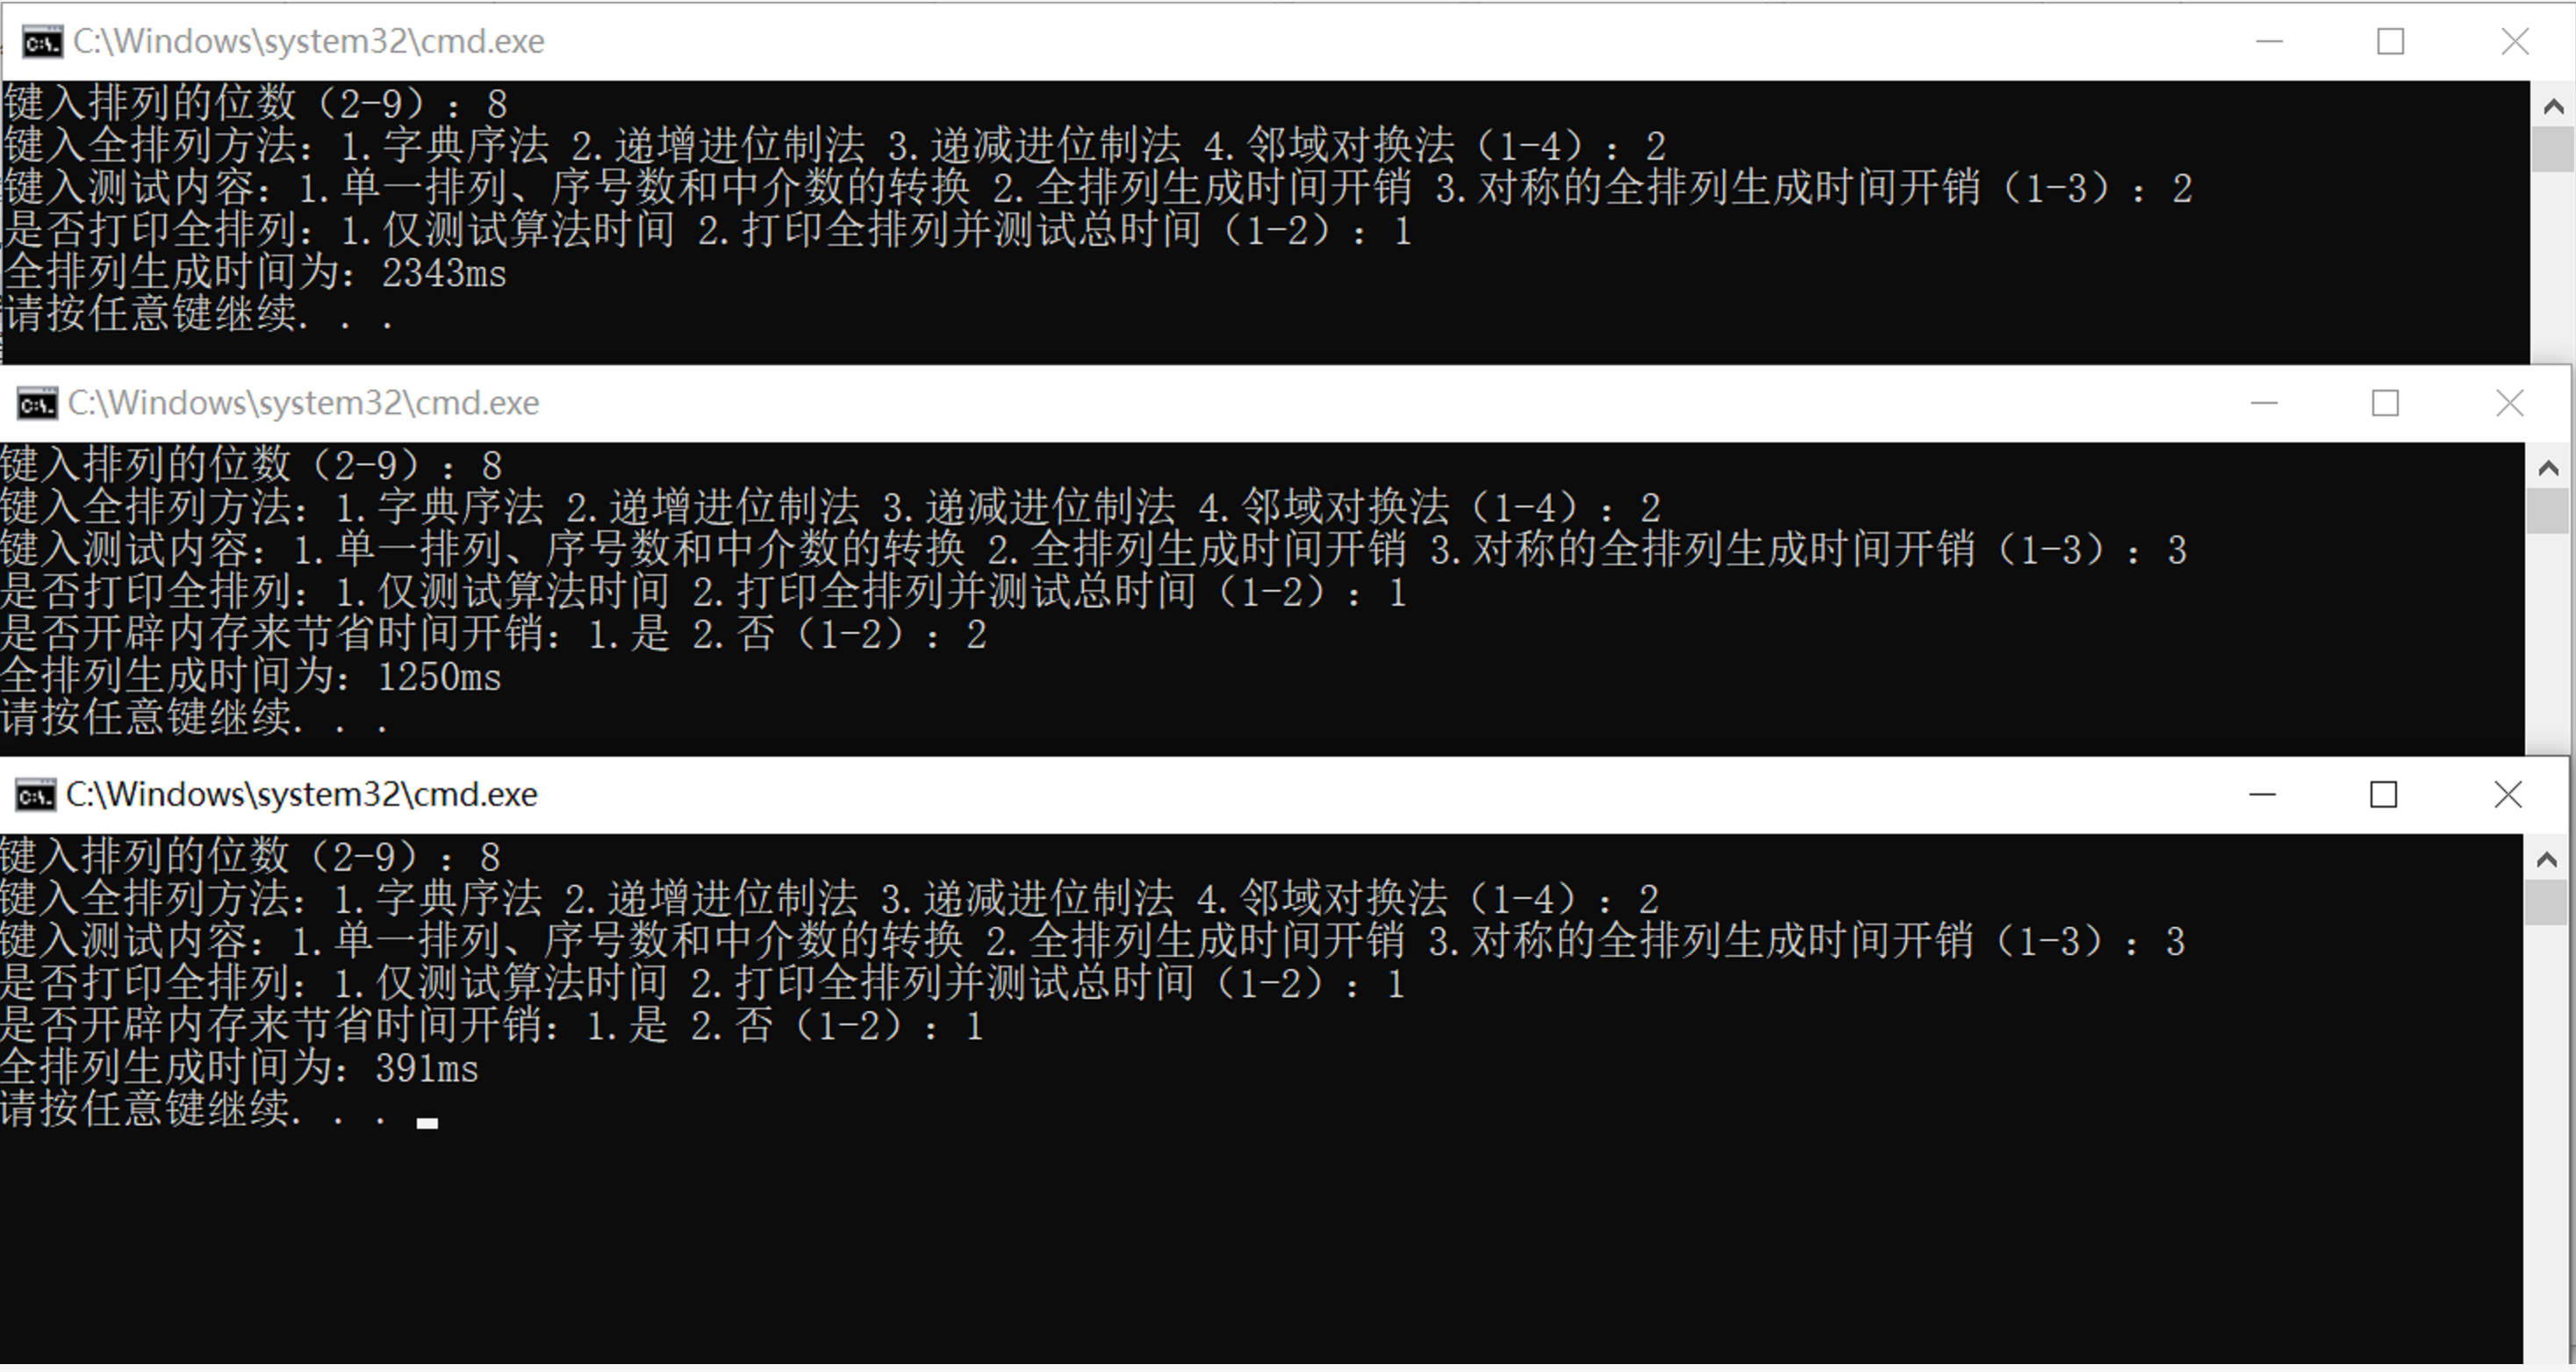 C:\Windows\system32\cmd.exe
键入排列的位数（2-9）：8
键入全排列方法：1.字典序法 2.递增进位制法 3.递减进位制法 4.邻域对换法（1-4）：2
键入测试内容：1.单一排列、序号数和中介数的转换 2.全排列生成时间开销 3.对称的全排列生成时间开销（1-3）：2
是否打印全排列：1.仅测试算法时间 2.打印全排列并测试总时间（1-2）：1
全排列生成时间为：2343ms
请按任意键继续. . .
C:\Windows\system32\cmd.exe
键入排列的位数（2-9）：8
键入全排列方法：1.字典序法 2.递增进位制法 3.递减进位制法 4.邻域对换法（1-4）：2
键入测试内容：1.单一排列、序号数和中介数的转换 2.全排列生成时间开销 3.对称的全排列生成时间开销（1-3）：3
是否打印全排列：1.仅测试算法时间 2.打印全排列并测试总时间（1-2）：1
是否开辟内存来节省时间开销：1.是 2.否（1-2）：2
全排列生成时间为：1250ms
请按任意键继续. . .
C:\Windows\system32\cmd.exe
键入排列的位数（2-9）：8
键入全排列方法：1.字典序法 2.递增进位制法 3.递减进位制法 4.邻域对换法（1-4）：2
键入测试内容：1.单一排列、序号数和中介数的转换 2.全排列生成时间开销 3.对称的全排列生成时间开销（1-3）：3
是否打印全排列：1.仅测试算法时间 2.打印全排列并测试总时间（1-2）：1
是否开辟内存来节省时间开销：1.是 2.否（1-2）：1
全排列生成时间为：391ms
请按任意键继续. . .